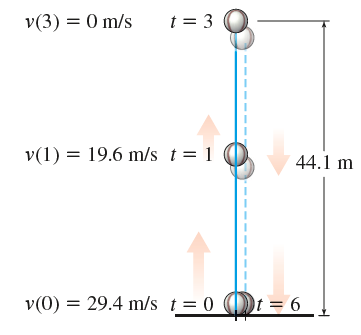 v(3) = 0 m/s t = 3
v(1) = 19.6 m/s t = 1
44.1 m
v(0) = 29.4 m/s t = 0 t = 6